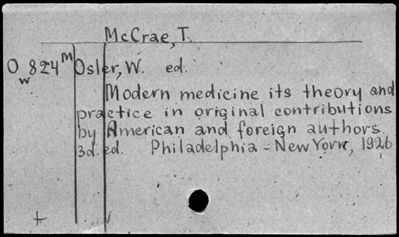 McCrae, T.
O w 824 M Osler, W. ed.
Modern medicine its theory and
practice in original contributions
by American and foreign authors
3d. ed. Philadelphia - New York, 1926